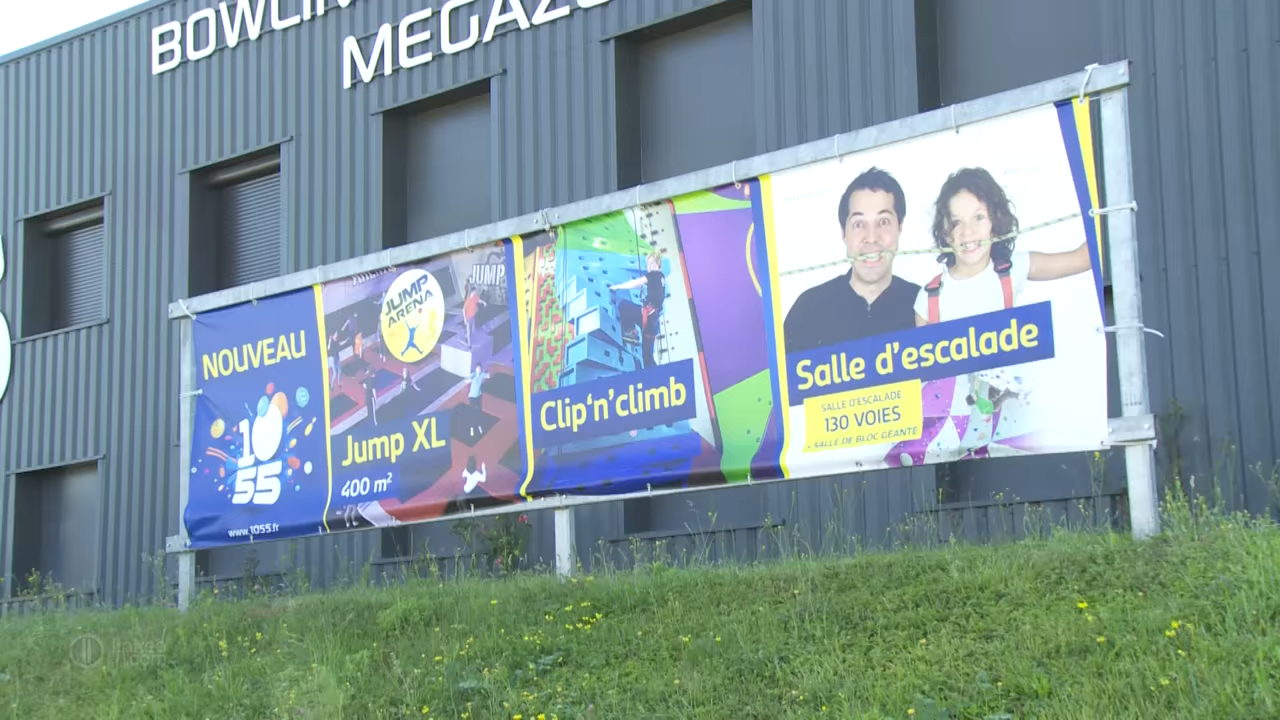 BOWLIN
MEGAZ
NOUVEAU
10
55
www.1055.fr
JUMP
JUMP
ARENA
Jump XL
400 m²
Clip'n'climb
Salle d'escalade
SALLE D'ESCALADE
130 VOIES
+ SALLE DE BLOC GÉANTE